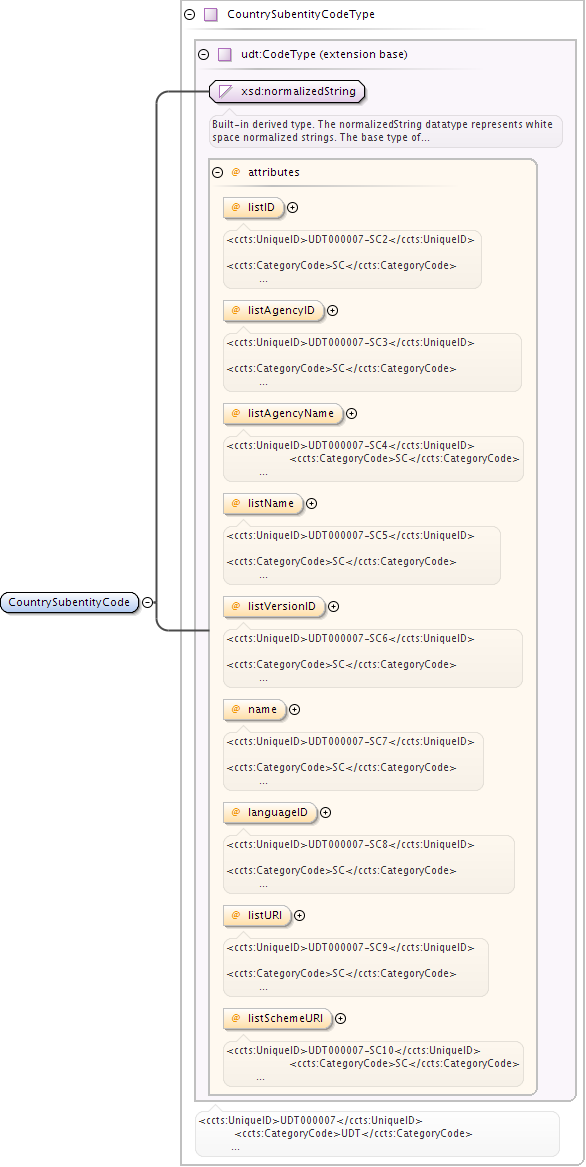 CountrySubentityCodeType
udt:CodeType (extension base)
xsd:normalizedString
Built-in derived type. The normalizedString datatype represents white
space normalized strings. The base type of...
@ attributes
@ listID
<ccts:UniqueID>UDT000007-SC2</ccts:UniqueID>
<ccts:CategoryCode>SC</ccts:CategoryCode>
...
@ listAgencyID
<ccts:UniqueID>UDT000007-SC3</ccts:UniqueID>
<ccts:CategoryCode>SC</ccts:CategoryCode>
...
@ listAgencyName
<ccts:UniqueID>UDT000007-SC4</ccts:UniqueID>
<ccts:CategoryCode>SC</ccts:CategoryCode>
...
@ listName
<ccts:UniqueID>UDT000007-SC5</ccts:UniqueID>
<ccts:CategoryCode>SC</ccts:CategoryCode>
...
CountrySubentityCode
@ listVersionID
<ccts:UniqueID>UDT000007-SC6</ccts:UniqueID>
<ccts:CategoryCode>SC</ccts:CategoryCode>
...
@ name
<ccts:UniqueID>UDT000007-SC7</ccts:UniqueID>
<ccts:CategoryCode>SC</ccts:CategoryCode>
...
@ languageID
<ccts:UniqueID>UDT000007-SC8</ccts:UniqueID>
<ccts:CategoryCode>SC</ccts:CategoryCode>
...
@ listURI
<ccts:UniqueID>UDT000007-SC9</ccts:UniqueID>
<ccts:CategoryCode>SC</ccts:CategoryCode>
...
@ listSchemeURI
<ccts:UniqueID>UDT000007-SC10</ccts:UniqueID>
<ccts:CategoryCode>SC</ccts:CategoryCode>
...
<ccts:UniqueID>UDT000007</ccts:UniqueID>
<ccts:CategoryCode>UDT</ccts:CategoryCode>
...